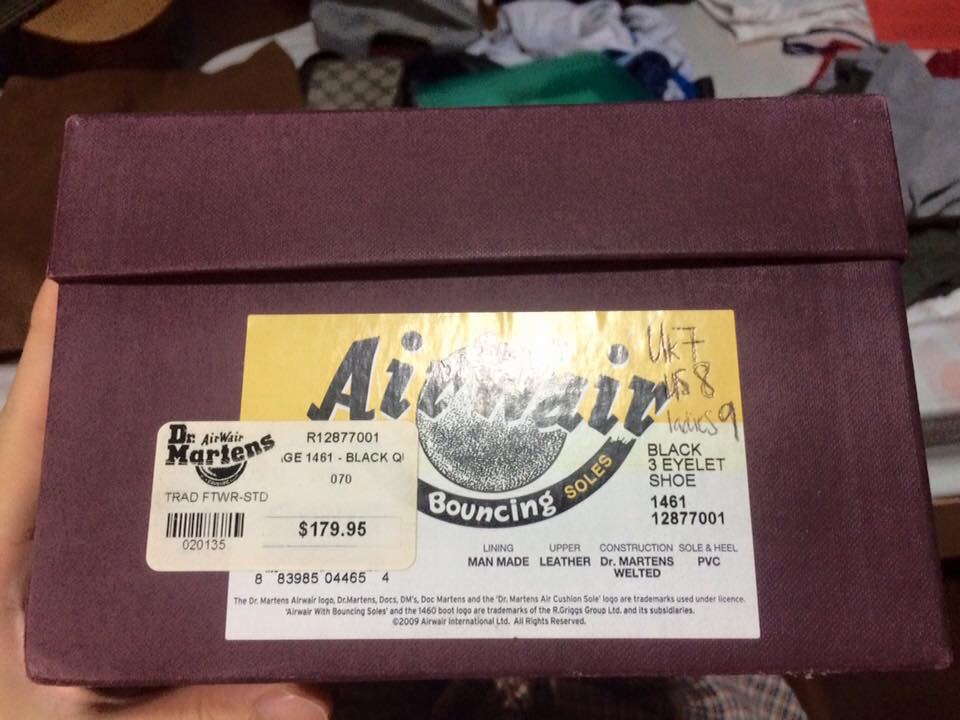 AirWair
Bouncing SOLES
UK7
US 8
ladies 9
Dr. AirWair
Martens
R12877001
GE 1461 - BLACK Q
070
TRAD FTWR-STD
$179.95
020135
BLACK
3 EYELET
SHOE
1461
12877001
LINING UPPER CONSTRUCTION SOLE & HEEL
MAN MADE LEATHER Dr. MARTENS PVC
WELTED
8 83985 04465 4
The Dr. Martens Airwair logo, Dr.Martens, Docs, DM's, Doc Martens and the 'Dr. Martens Air Cushion Sole' logo are trademarks used under licence.
'Airwair With Bouncing Soles' and the 1460 boot logo are trademarks of the R.Griggs Group Ltd. and its subsidiaries.
©2009 Airwair International Ltd. All Rights Reserved.